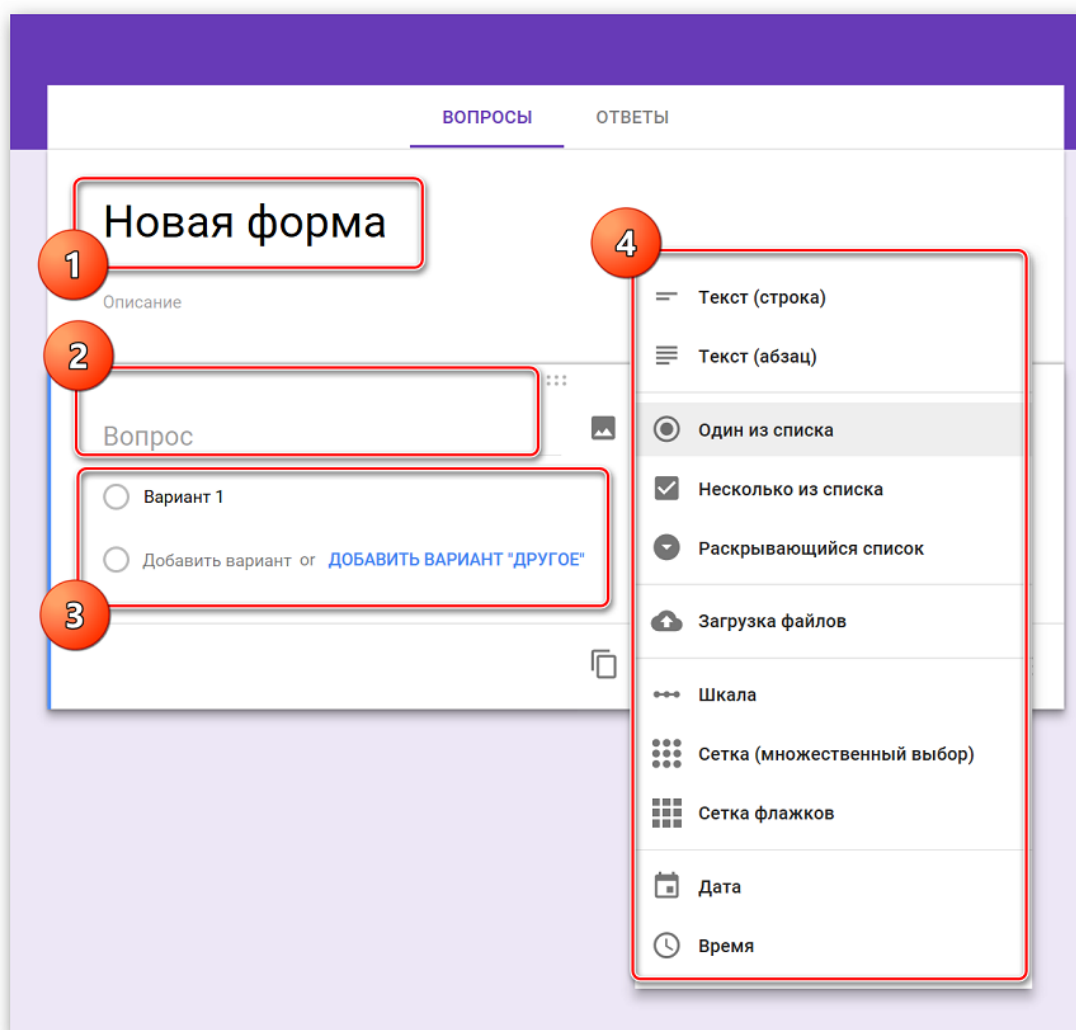 ВОПРОСЫ ОТВЕТЫ
Новая форма
1
Описание
2
Вопрос
Вариант 1
Добавить вариант or ДОБАВИТЬ ВАРИАНТ "ДРУГОЕ"
3
4
Текст (строка)
Текст (абзац)
Один из списка
Несколько из списка
Раскрывающийся список
Загрузка файлов
Шкала
Сетка (множественный выбор)
Сетка флажков
Дата
Время